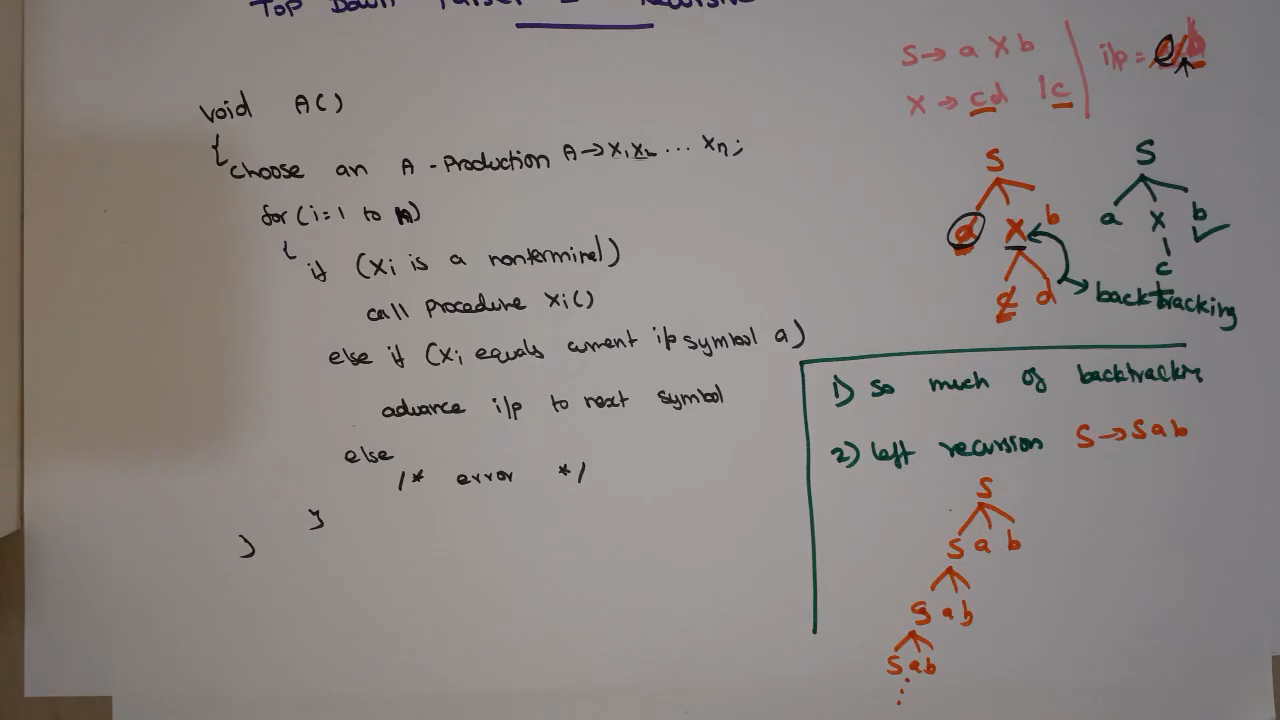 Top Down Parser - Recursive
void A()
{
choose an A-Production A→X1X2 ... Xn;
for(i=1 to n)
{
if (Xi is a nonterminal)
call procedure Xi()
else if (Xi equals current i/p symbol a)
advance i/p to next symbol
else
/* error */
}
}
S→ a X b
X → cd | c
i/p =
S
a X b
c d
S
a X b
c
backtracking
1) So much of backtracking
2) left recursion S→Sab
S
S a b
S a b
S a b